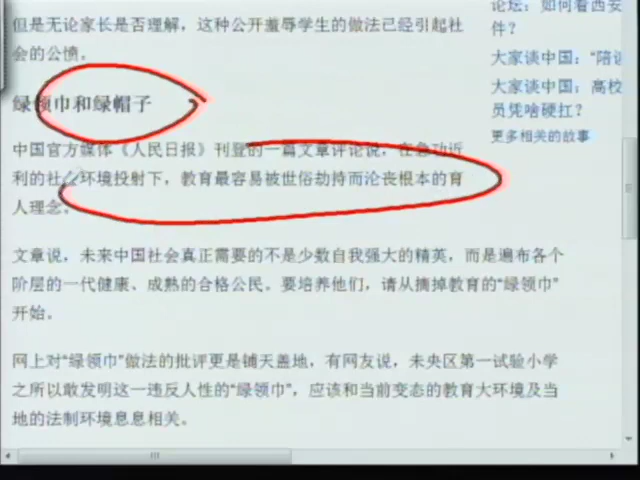 但是无论家长是否理解，这种公开羞辱学生的做法已经引起社
会的公愤。
绿领巾和绿帽子
中国官方媒体《人民日报》刊登的一篇文章评论说，在急功近
利的社会环境投射下，教育最容易被世俗劫持而沦丧根本的育
人理念。
文章说，未来中国社会真正需要的不是少数自我强大的精英，而是遍布各个
阶层的一代健康、成熟的合格公民。要培养他们，请从摘掉教育的“绿领巾”
开始。
网上对“绿领巾”做法的批评更是铺天盖地，有网友说，未央区第一试验小学
之所以敢发明这一违反人性的“绿领巾”，应该和当前变态的教育大环境及当
地的法制环境息息相关。
论坛：如何看西安
件？
大家谈中国：“陪
大家谈中国：高校
员凭啥硬扛？
更多相关的故事